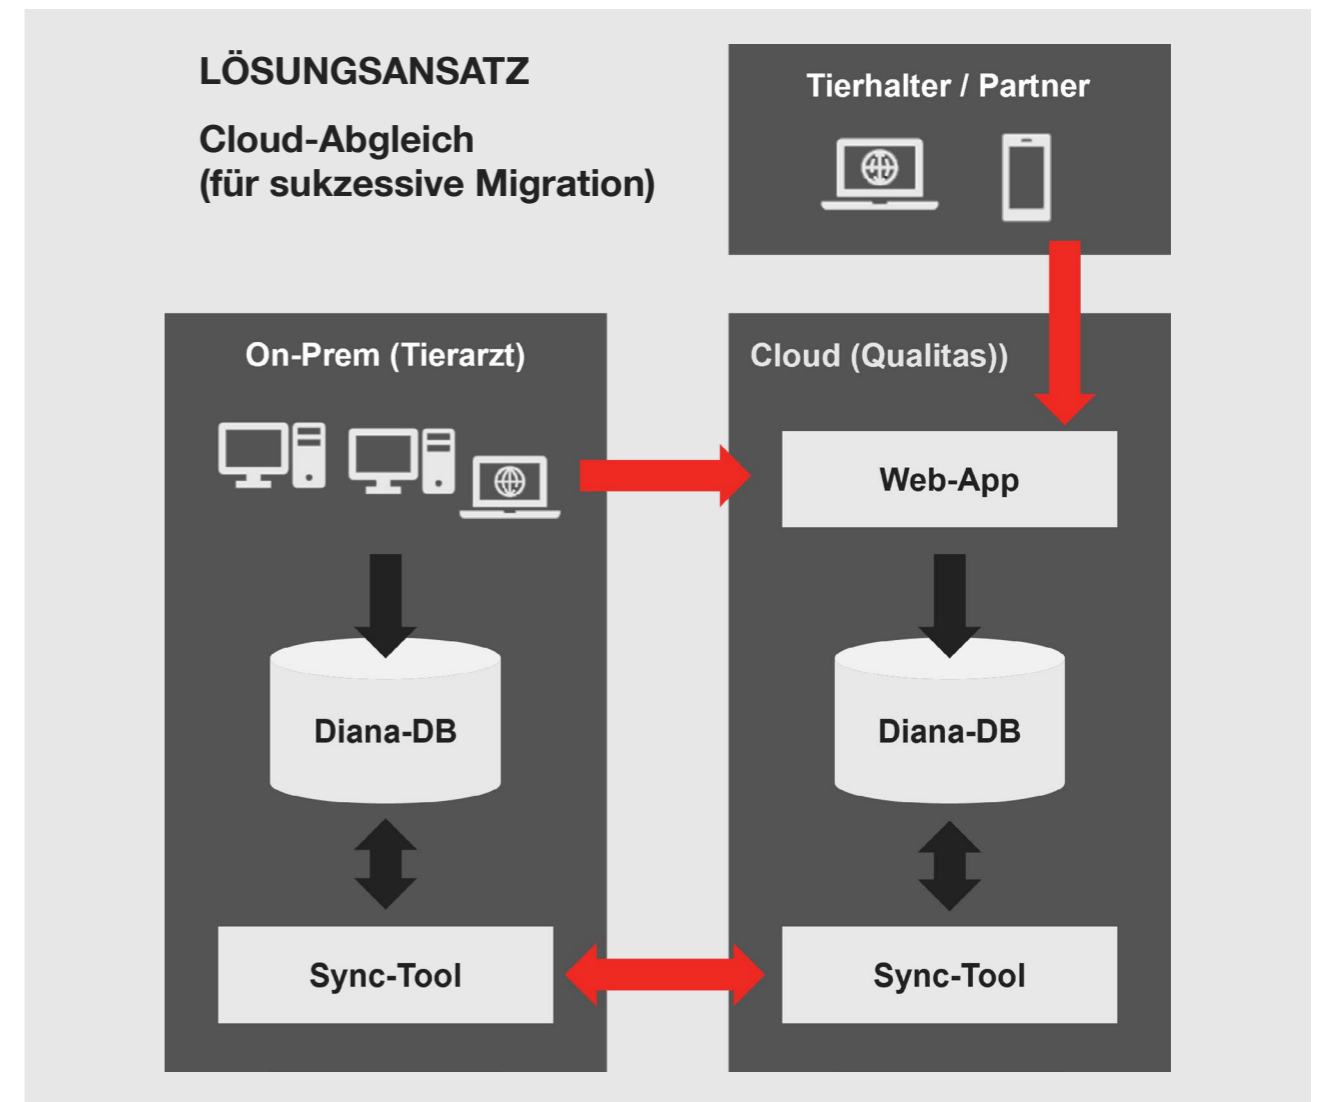 LÖSUNGSANSATZ
Cloud-Abgleich
(für sukzessive Migration)
Tierhalter / Partner
On-Prem (Tierarzt)
Cloud (Qualitas))
Web-App
Diana-DB
Diana-DB
Sync-Tool
Sync-Tool